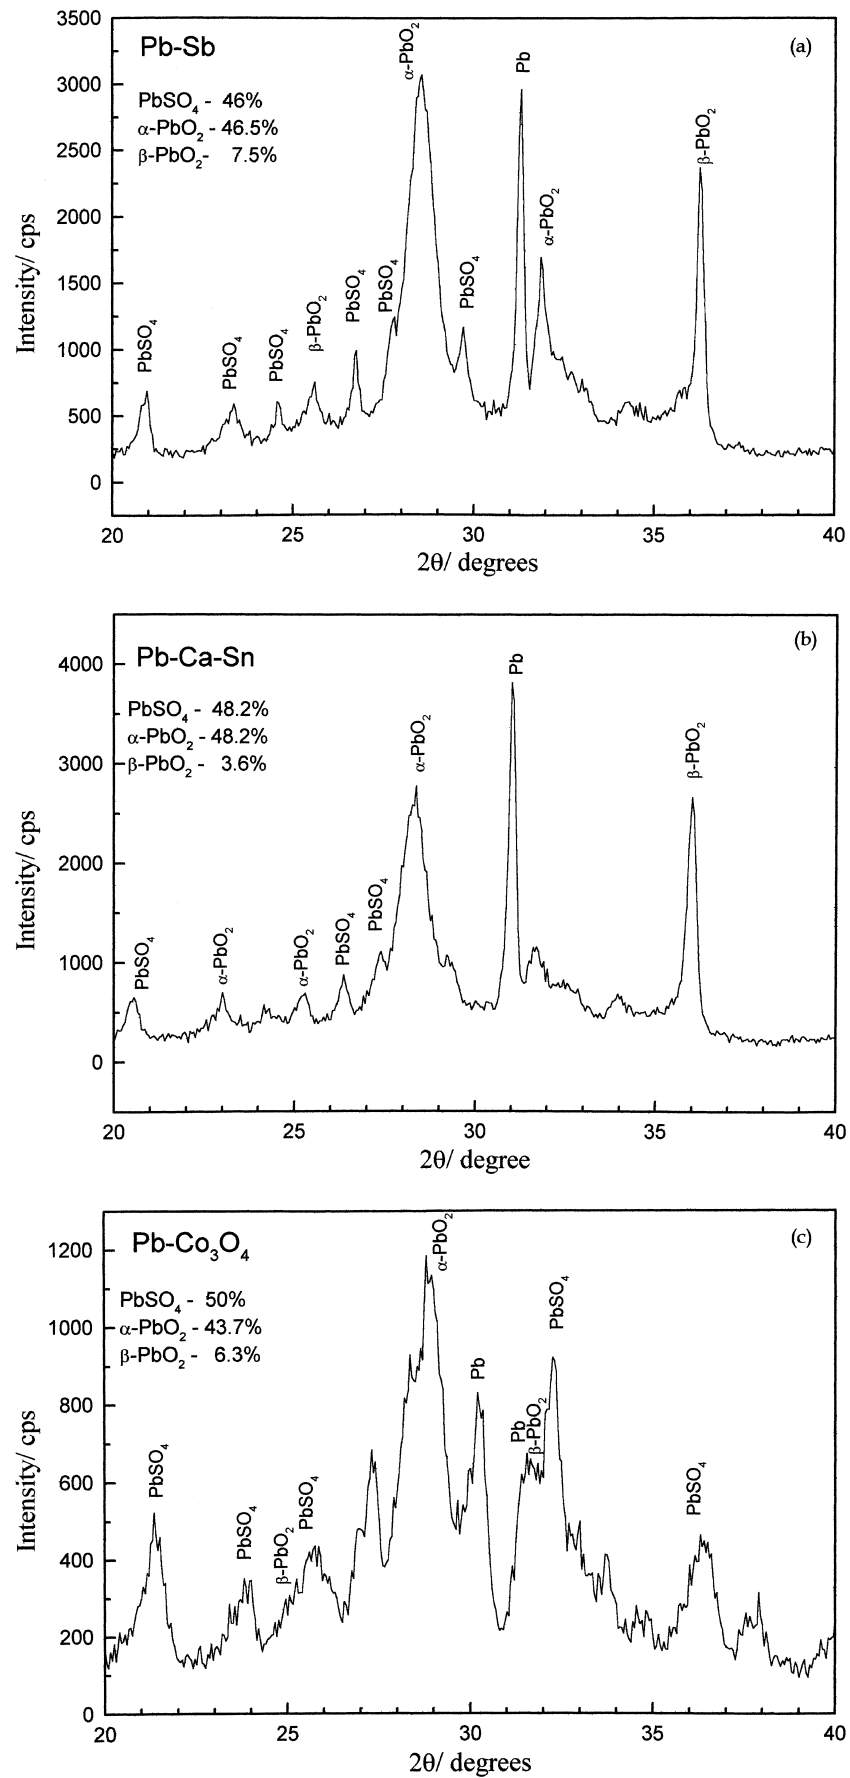 Pb-Sb
(a)
PbSO4 - 46%
α-PbO2 - 46.5%
β-PbO2- 7.5%
3500
3000
2500
2000
1500
1000
500
0
Intensity/ cps
PbSO4
PbSO4
PbSO4
β-PbO2
PbSO4
PbSO4
α-PbO2
PbSO4
Pb
α-PbO2
β-PbO2
20 25 30 35 40
2θ/ degrees
Pb-Ca-Sn
(b)
PbSO4 - 48.2%
α-PbO2 - 48.2%
β-PbO2 - 3.6%
4000
3000
2000
1000
0
Intensity/ cps
PbSO4
α-PbO2
α-PbO2
PbSO4
PbSO4
α-PbO2
Pb
β-PbO2
20 25 30 35 40
2θ/ degree
Pb-Co3O4
(c)
PbSO4 - 50%
α-PbO2 - 43.7%
β-PbO2 - 6.3%
1200
1000
800
600
400
200
0
Intensity/ cps
PbSO4
PbSO4
β-PbO2
PbSO4
α-PbO2
Pb
Pb
β-PbO2
PbSO4
PbSO4
20 25 30 35 40
2θ/ degrees